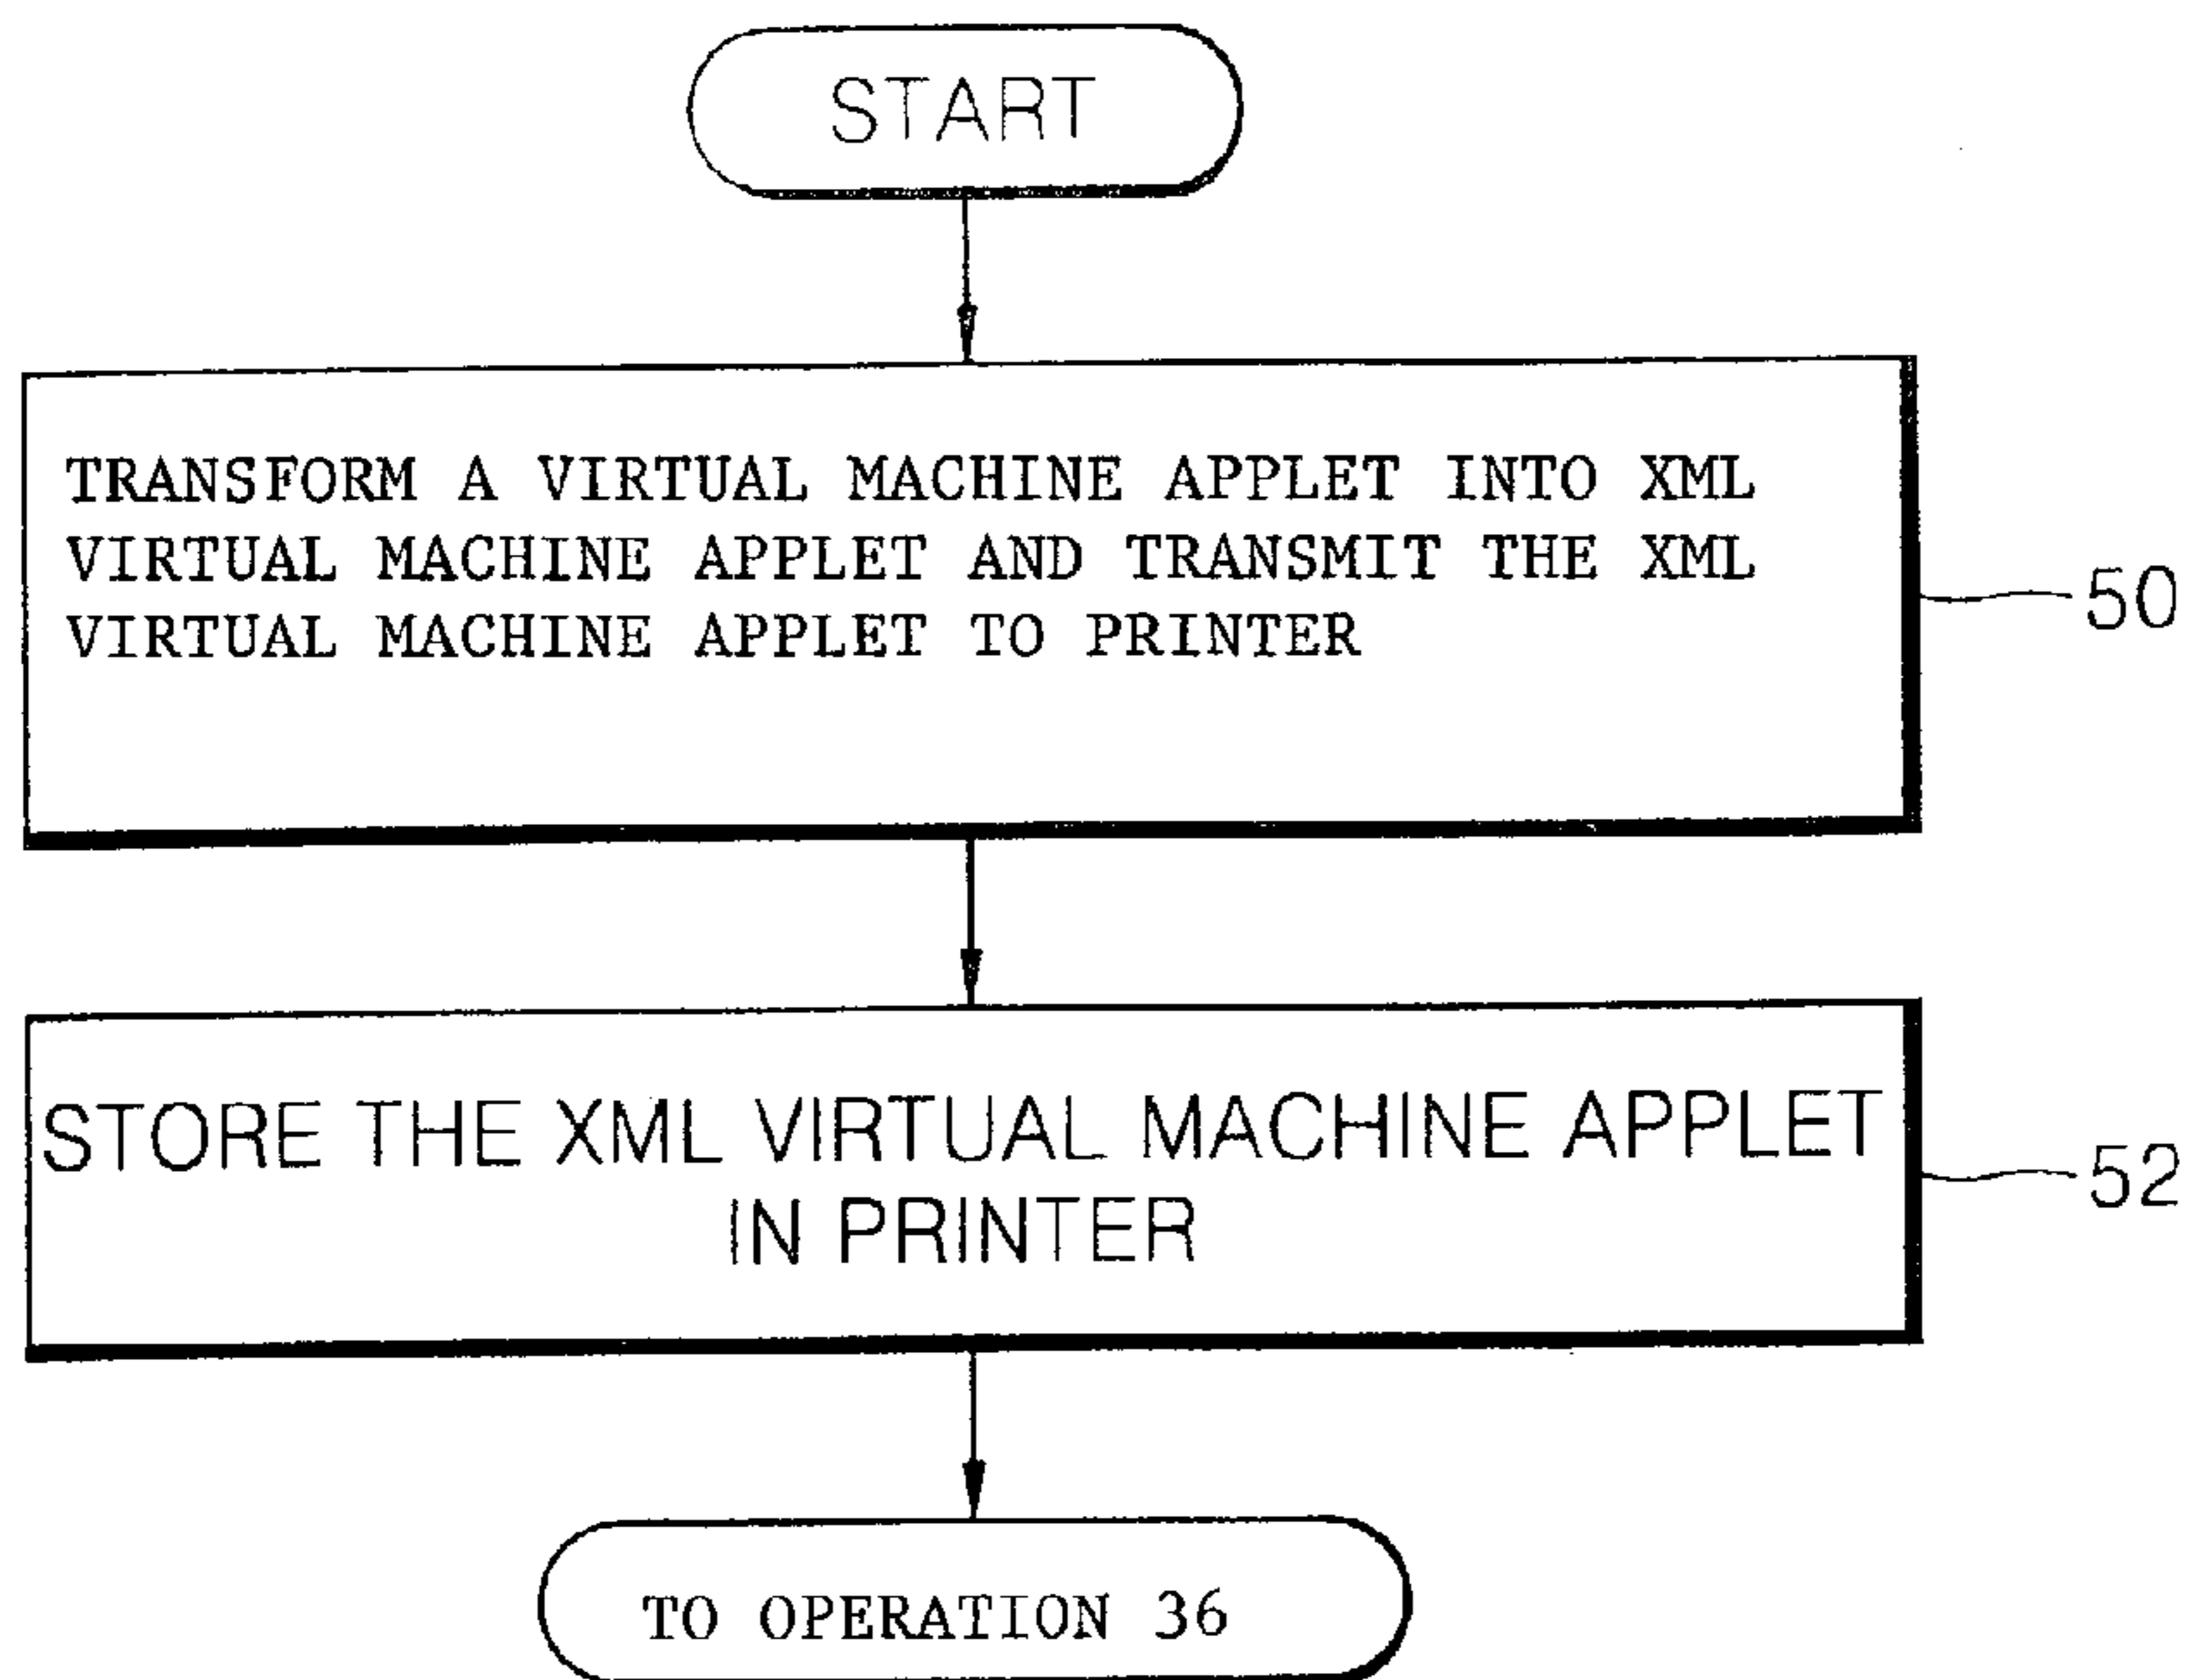 START
TRANSFORM A VIRTUAL MACHINE APPLET INTO XML
VIRTUAL MACHINE APPLET AND TRANSMIT THE XML
VIRTUAL MACHINE APPLET TO PRINTER
50
STORE THE XML VIRTUAL MACHINE APPLET
IN PRINTER
52
TO OPERATION 36